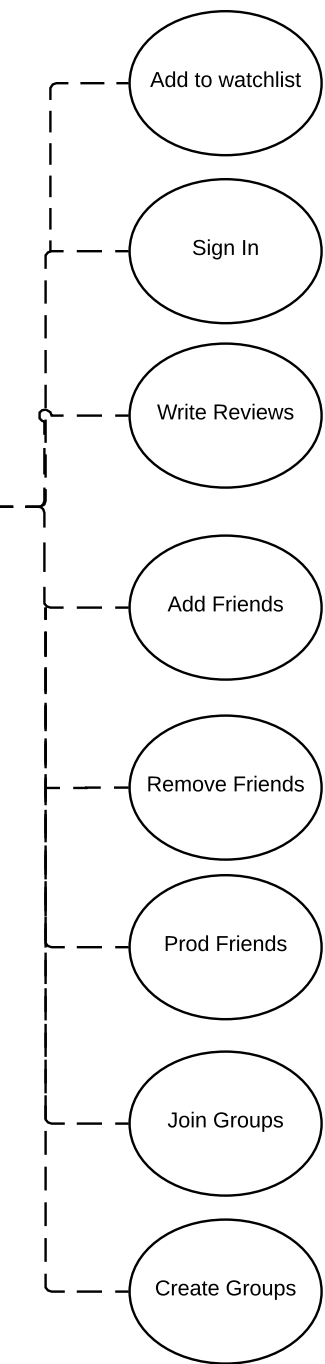 Add to watchlist
Sign In
Write Reviews
Add Friends
Remove Friends
Prod Friends
Join Groups
Create Groups